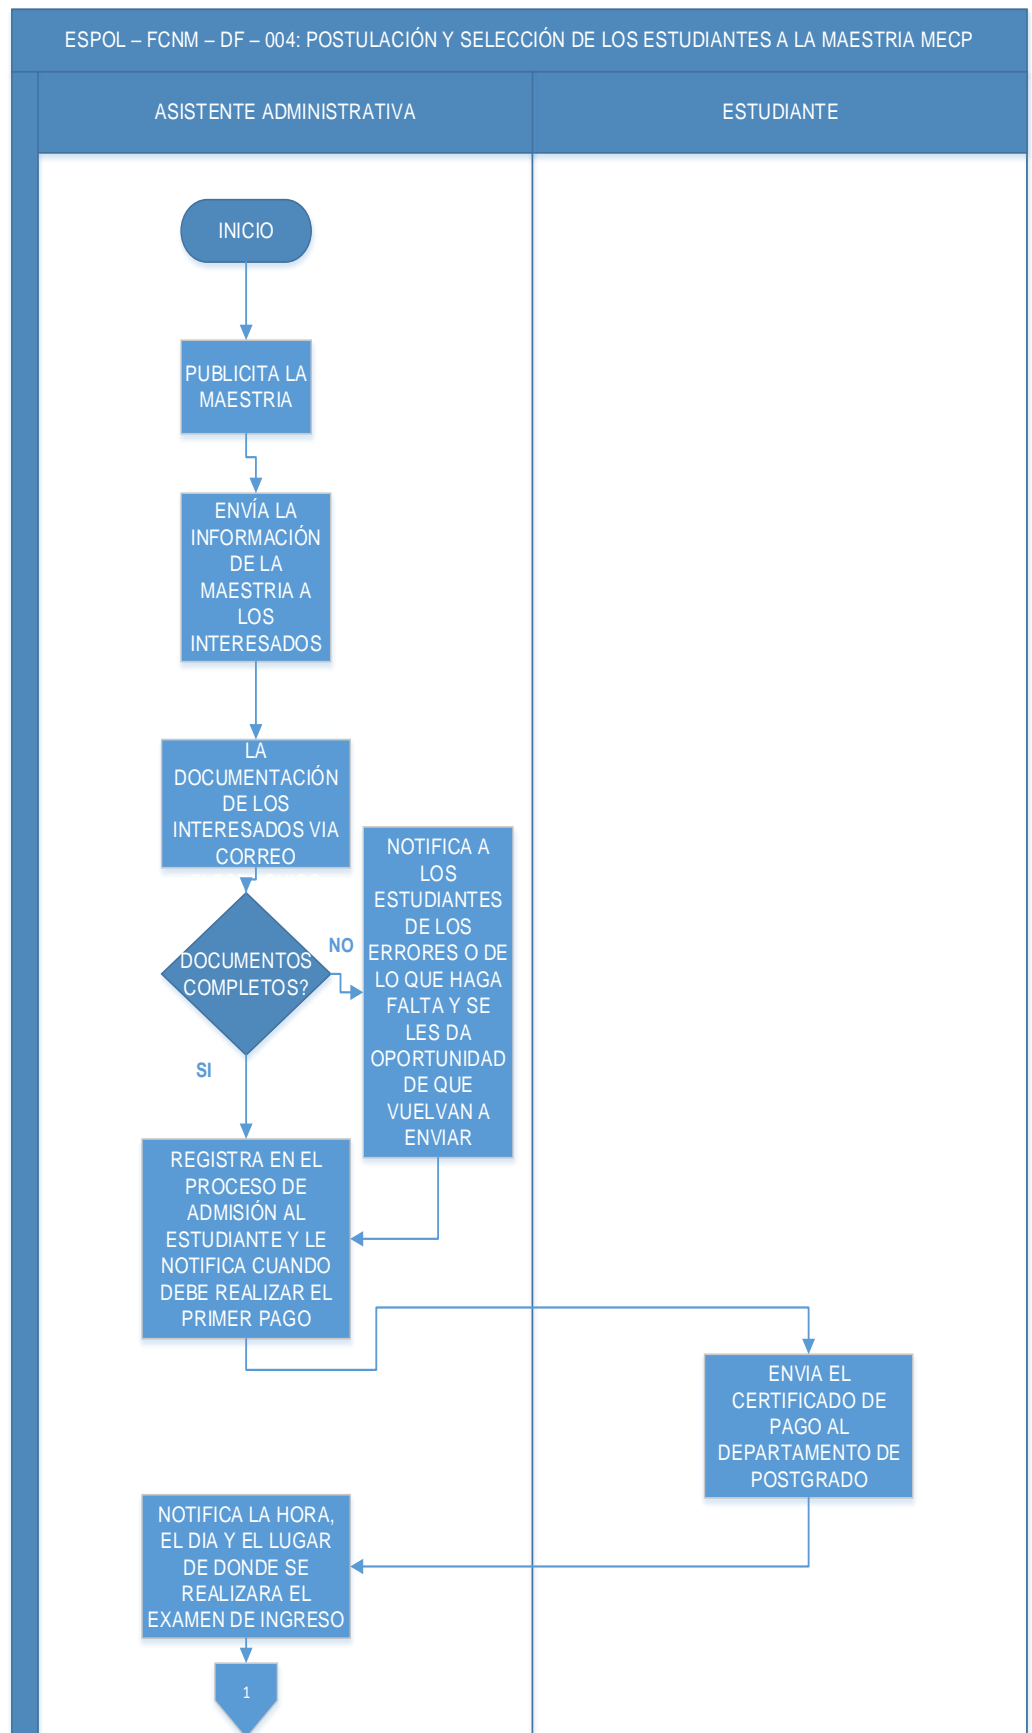 ESPOL – FCNM – DF – 004: POSTULACIÓN Y SELECCIÓN DE LOS ESTUDIANTES A LA MAESTRIA MECP
ASISTENTE ADMINISTRATIVA
ESTUDIANTE
INICIO
PUBLICITA LA
MAESTRIA
ENVÍA LA
INFORMACIÓN
DE LA
MAESTRIA A
LOS
INTERESADOS
LA
DOCUMENTACIÓN
DE LOS
INTERESADOS VIA
CORREO
NOTIFICA A
LOS
ESTUDIANTES
DE LOS
ERRORES O DE
LO QUE HAGA
FALTA Y SE
LES DA
OPORTUNIDAD
DE QUE
VUELVAN A
ENVIAR
NO
DOCUMENTOS
COMPLETOS?
SI
REGISTRA EN EL
PROCESO DE
ADMISIÓN AL
ESTUDIANTE Y LE
NOTIFICA CUANDO
DEBE REALIZAR EL
PRIMER PAGO
ENVIA EL
CERTIFICADO DE
PAGO AL
DEPARTAMENTO DE
POSTGRADO
NOTIFICA LA HORA,
EL DIA Y EL LUGAR
DE DONDE SE
REALIZARA EL
EXAMEN DE INGRESO
1